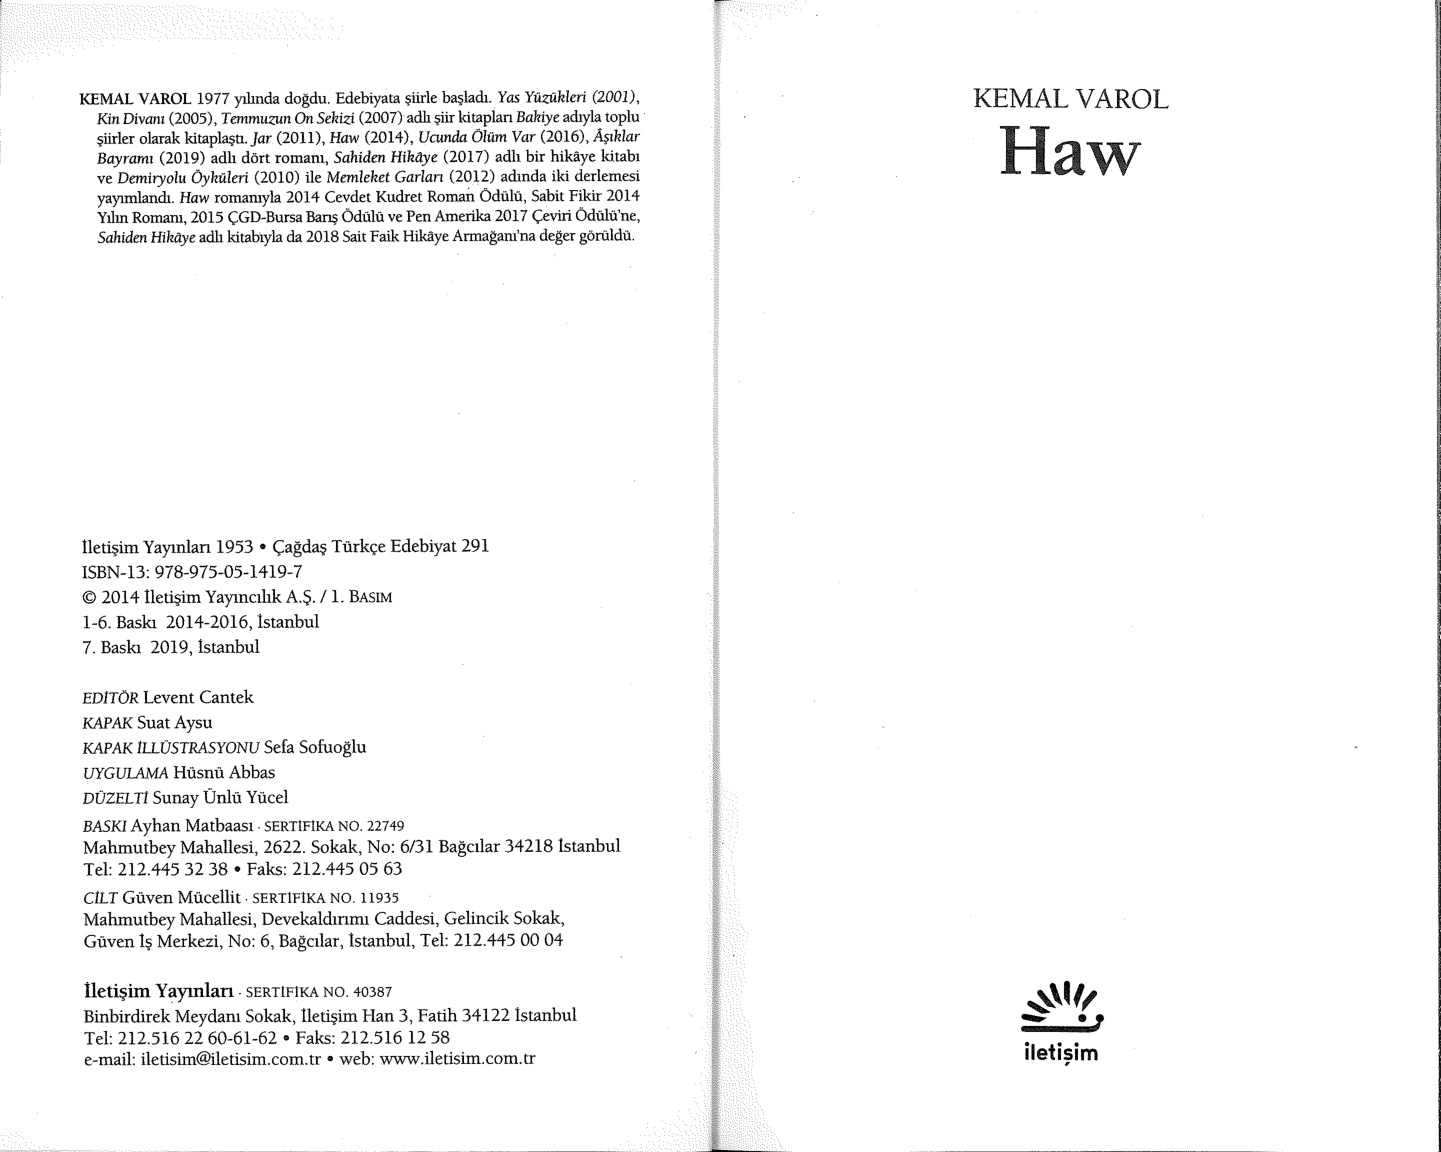 KEMAL VAROL 1977 yılında doğdu. Edebiyata şiirle başladı. Yas Yüzükleri (2001),
Kin Divanı (2005), Temmuzun On Sekizi (2007) adlı şiir kitapları Bakiye adıyla toplu
şiirler olarak kitaplaştı. Jar (2011), Haw (2014), Ucunda Ölüm Var (2016), Âşıklar
Bayramı (2019) adlı dört romanı, Sahiden Hikâye (2017) adlı bir hikâye kitabı
ve Demiryolu Öyküleri (2010) ile Memleket Garları (2012) adında iki derlemesi
yayımlandı. Haw romanıyla 2014 Cevdet Kudret Roman Ödülü, Sabit Fikir 2014
Yılın Romanı, 2015 ÇGD-Bursa Barış Ödülü ve Pen Amerika 2017 Çeviri Ödülü'ne,
Sahiden Hikâye adlı kitabıyla da 2018 Sait Faik Hikâye Armağanı'na değer görüldü.
İletişim Yayınları 1953 • Çağdaş Türkçe Edebiyat 291
ISBN-13: 978-975-05-1419-7
© 2014 İletişim Yayıncılık A.Ş. / 1. BASIM
1-6. Baskı 2014-2016, İstanbul
7. Baskı 2019, İstanbul
EDİTÖR Levent Cantek
KAPAK Suat Aysu
KAPAK İLLÜSTRASYONU Sefa Sofuoğlu
UYGULAMA Hüsnü Abbas
DÜZELTİ Sunay Ünlü Yücel
BASKI Ayhan Matbaası · SERTİFİKA NO. 22749
Mahmutbey Mahallesi, 2622. Sokak, No: 6/31 Bağcılar 34218 İstanbul
Tel: 212.445 32 38 • Faks: 212.445 05 63
CİLT Güven Mücellit · SERTİFİKA NO. 11935
Mahmutbey Mahallesi, Devekaldırımı Caddesi, Gelincik Sokak,
Güven İş Merkezi, No: 6, Bağcılar, İstanbul, Tel: 212.445 00 04
İletişim Yayınları · SERTİFİKA NO. 40387
Binbirdirek Meydanı Sokak, İletişim Han 3, Fatih 34122 İstanbul
Tel: 212.516 22 60-61-62 • Faks: 212.516 12 58
e-mail: iletisim@iletisim.com.tr • web: www.iletisim.com.tr
KEMAL VAROL
Haw
iletişim